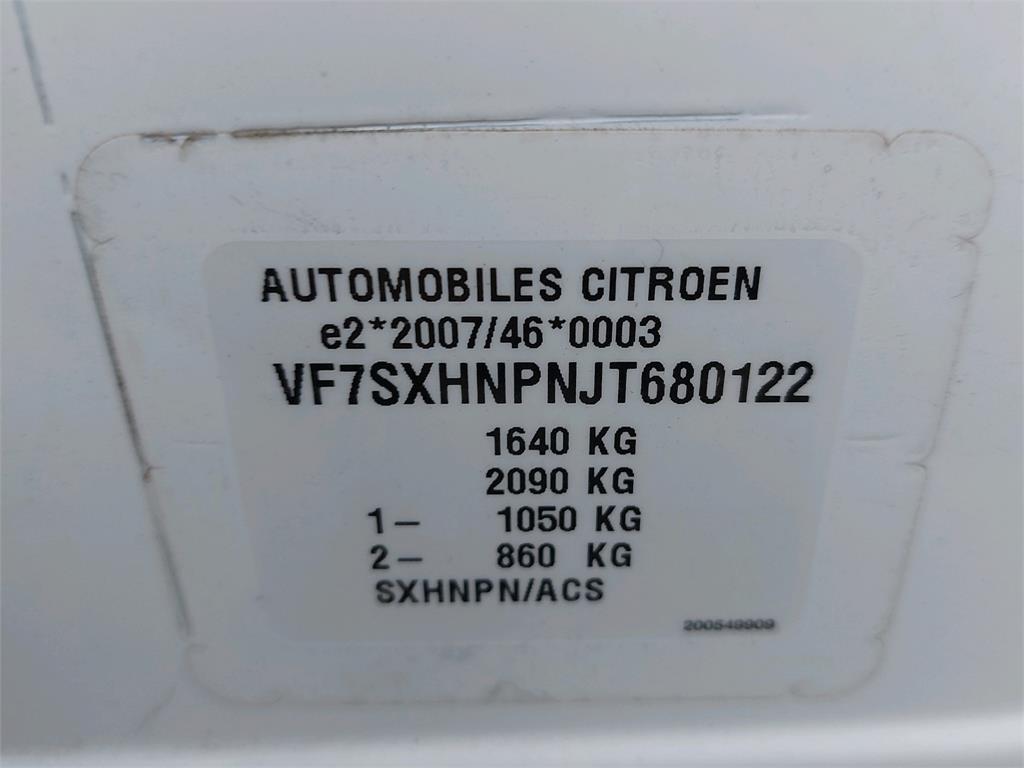 AUTOMOBILES CITROEN
e2*2007/46*0003
VF7SXHNPNJT680122
1640 KG
2090 KG
1- 1050 KG
2- 860 KG
SXHNPN/ACS
200549909